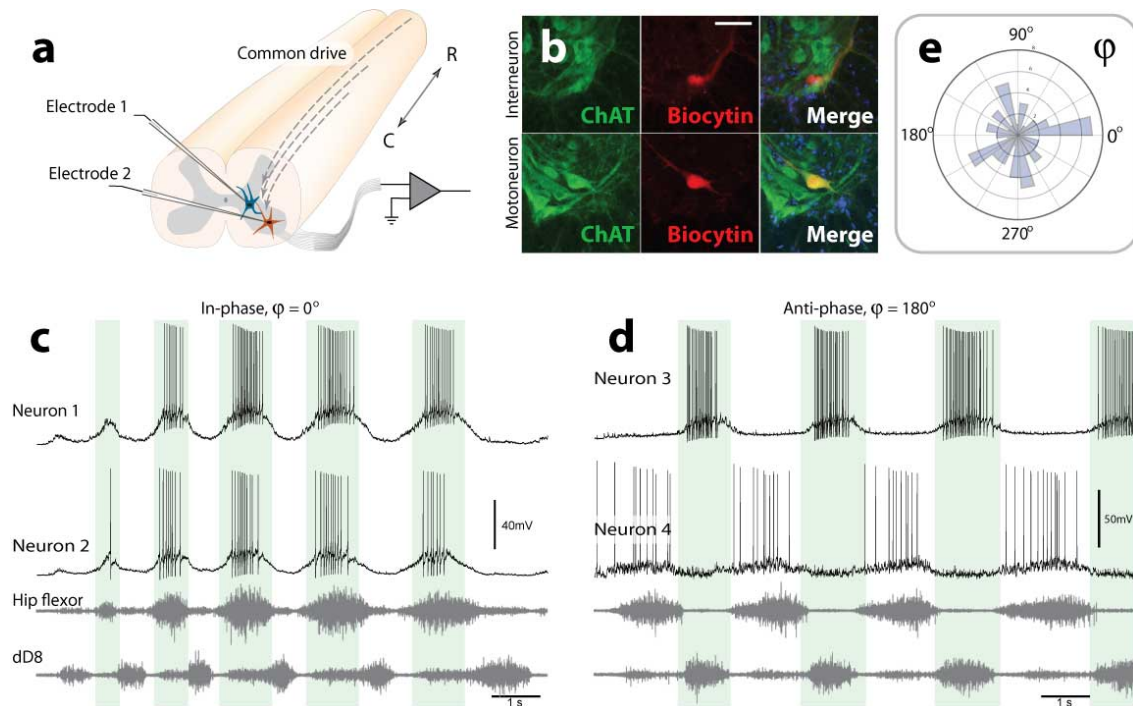 a
Common drive
R
C
Electrode 1
Electrode 2
b
Interneuron
ChAT
Biocytin
Merge
Motoneuron
ChAT
Biocytin
Merge
e
φ
90°
180°
0°
270°
2
In-phase, φ = 0°
c
Neuron 1
Neuron 2
40mV
Hip flexor
dD8
1 s
Anti-phase, φ = 180°
d
Neuron 3
Neuron 4
50mV
1 s